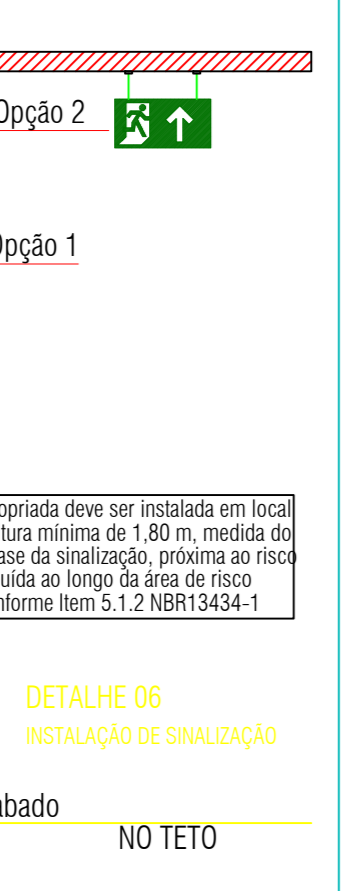 Opção 2
Opção 1
opriada deve ser instalada em local
tura mínima de 1,80 m, medida do
ase da sinalização, próxima ao risco
uída ao longo da área de risco
nforme Item 5.1.2 NBR13434-1
DETALHE 06
INSTALAÇÃO DE SINALIZAÇÃO
abado
NO TETO